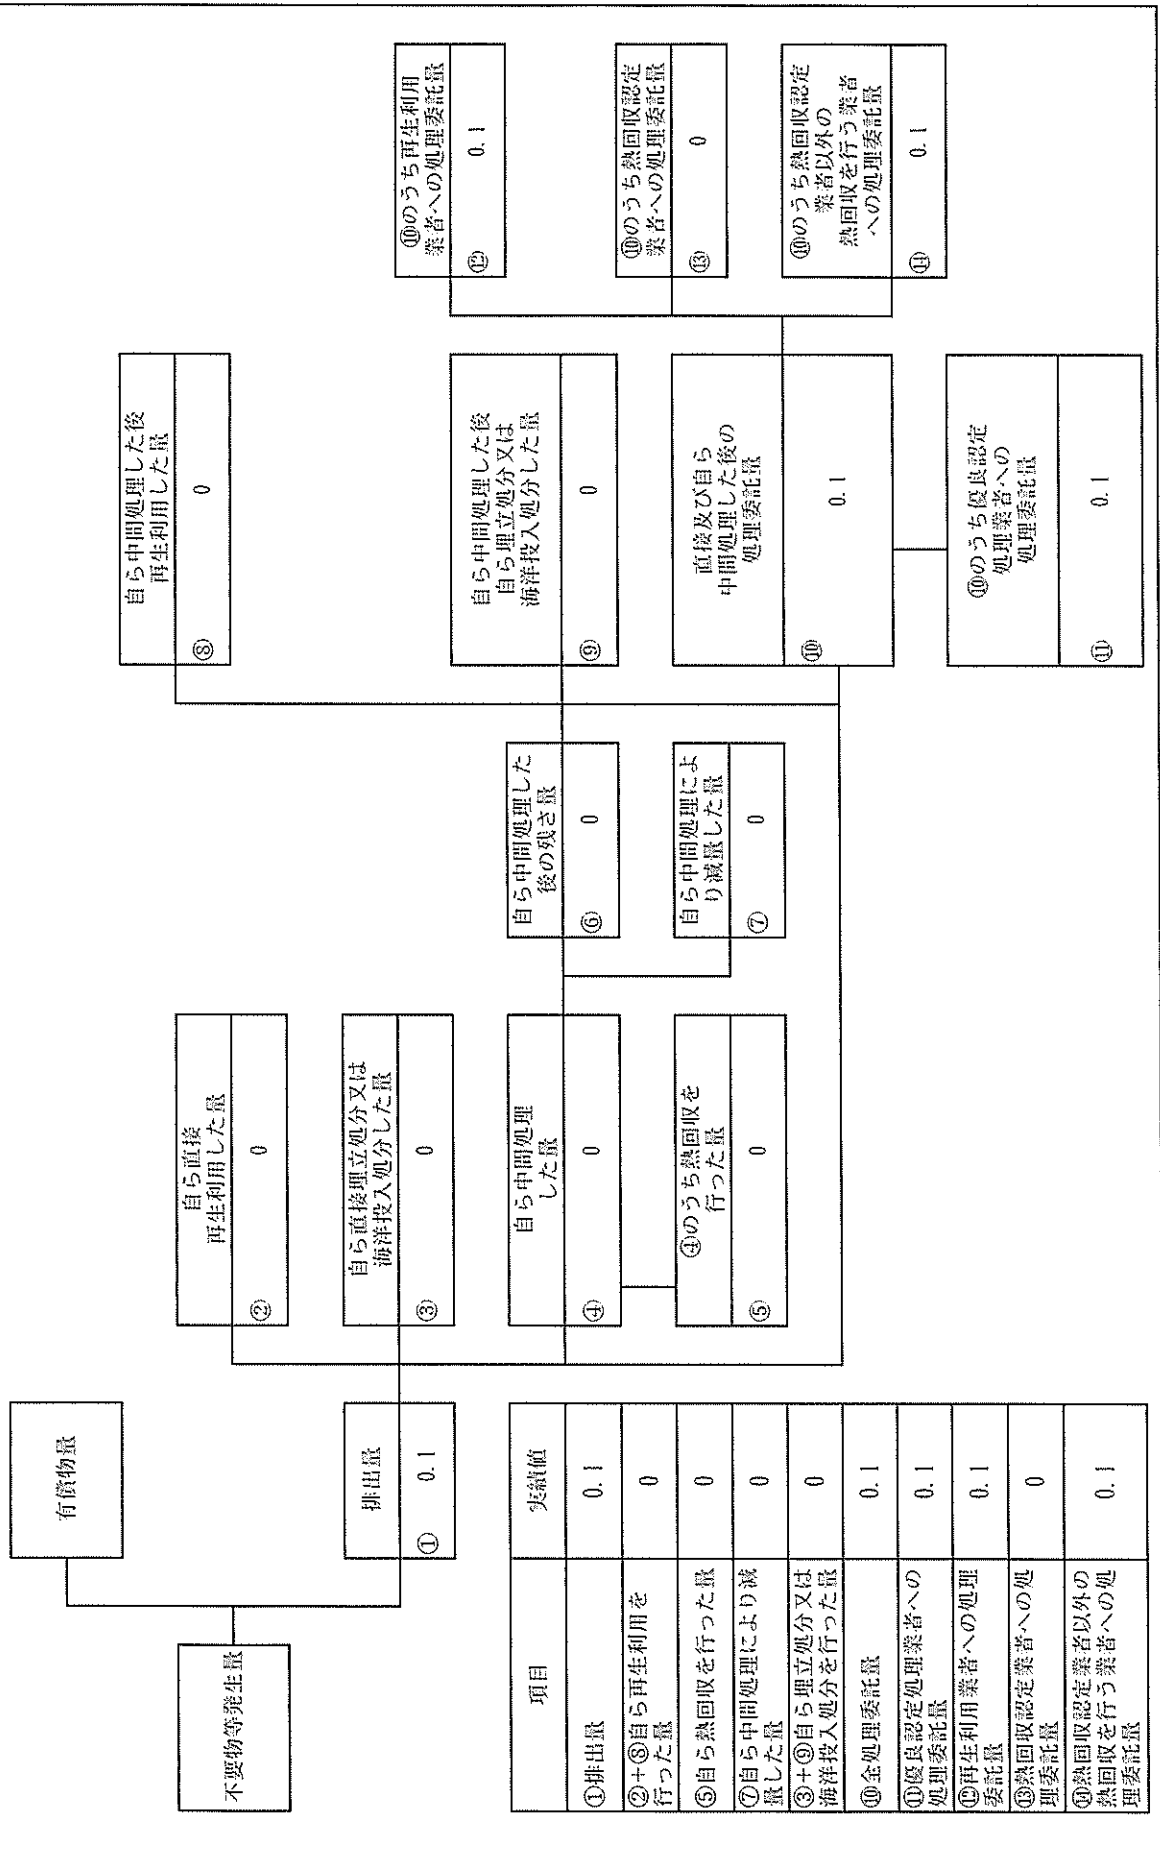 有償物量
不要物等発生量
排出量
① 0.1
自ら直接
再生利用した量
② 0
自ら直接埋立処分又は
海洋投入処分した量
③ 0
自ら中間処理
した量
④ 0
④のうち熱回収を
行った量
⑤ 0
自ら中間処理した
後の残さ量
⑥ 0
自ら中間処理によ
り減量した量
⑦ 0
自ら中間処理した後
再生利用した量
⑧ 0
自ら中間処理した後
自ら埋立処分又は
海洋投入処分した量
⑨ 0
直接及び自ら
中間処理した後の
処理委託量
⑩ 0.1
⑩のうち優良認定
処理業者への
処理委託量
⑪ 0.1
⑩のうち再生利用
業者への処理委託量
⑫ 0.1
⑩のうち熱回収認定
業者への処理委託量
⑬ 0
⑩のうち熱回収認定
業者以外の
熱回収を行う業者
への処理委託量
⑭ 0.1
項目 実績値
①排出量 0.1
②+⑧自ら再生利用を
行った量 0
⑤自ら熱回収を行った量 0
⑦自ら中間処理により減
量した量 0
③+⑨自ら埋立処分又は
海洋投入処分を行った量 0
⑩全処理委託量 0.1
⑪優良認定処理業者への
処理委託量 0.1
⑫再生利用業者への処理
委託量 0.1
⑬熱回収認定業者への処
理委託量 0
⑭熱回収認定業者以外の
熱回収を行う業者への処
理委託量 0.1